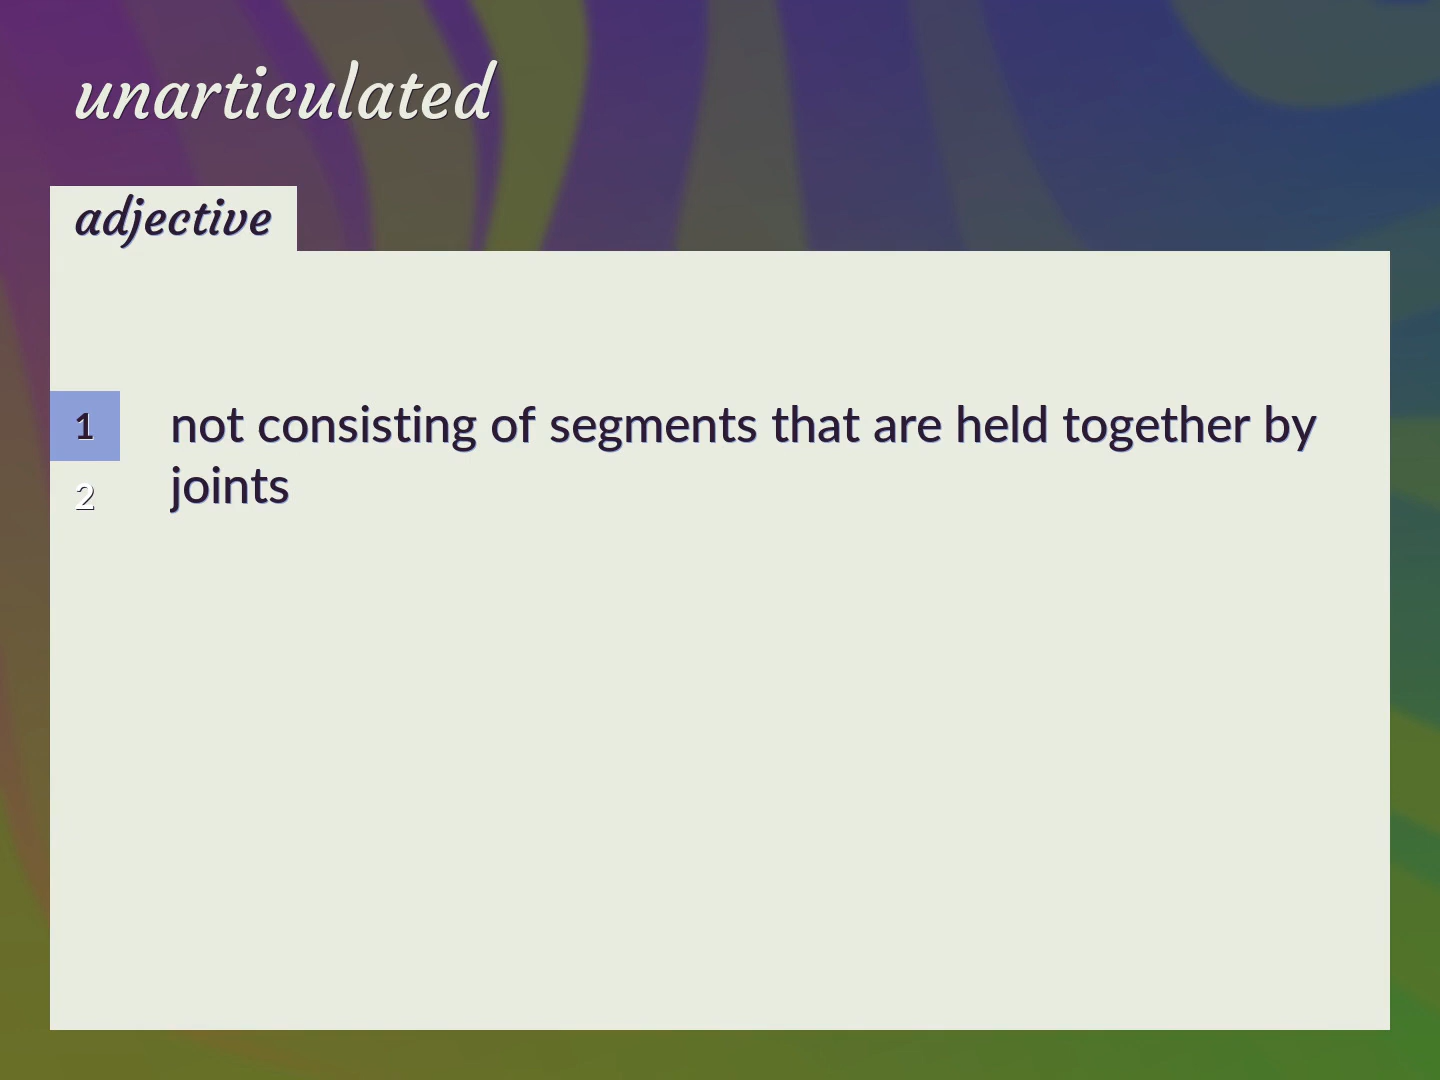 unarticulated
adjective
1
not consisting of segments that are held together by
joints
2